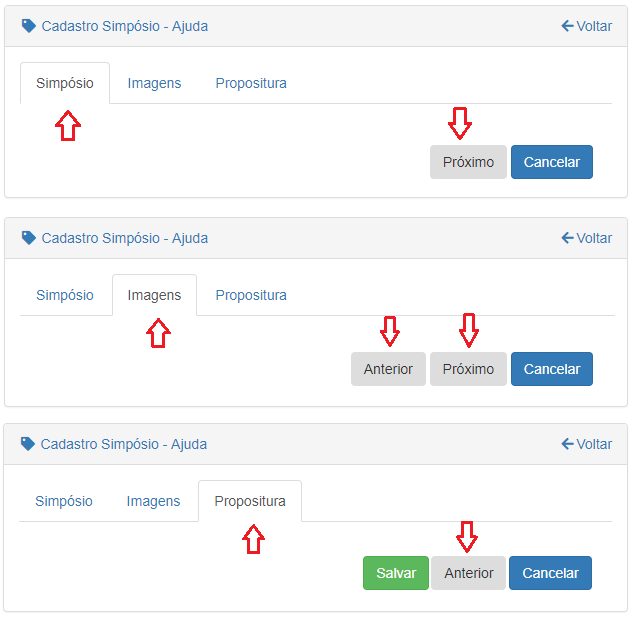 Cadastro Simpósio - Ajuda Voltar
Simpósio Imagens Propositura
Próximo Cancelar
Cadastro Simpósio - Ajuda Voltar
Simpósio Imagens Propositura
Anterior Próximo Cancelar
Cadastro Simpósio - Ajuda Voltar
Simpósio Imagens Propositura
Salvar Anterior Cancelar